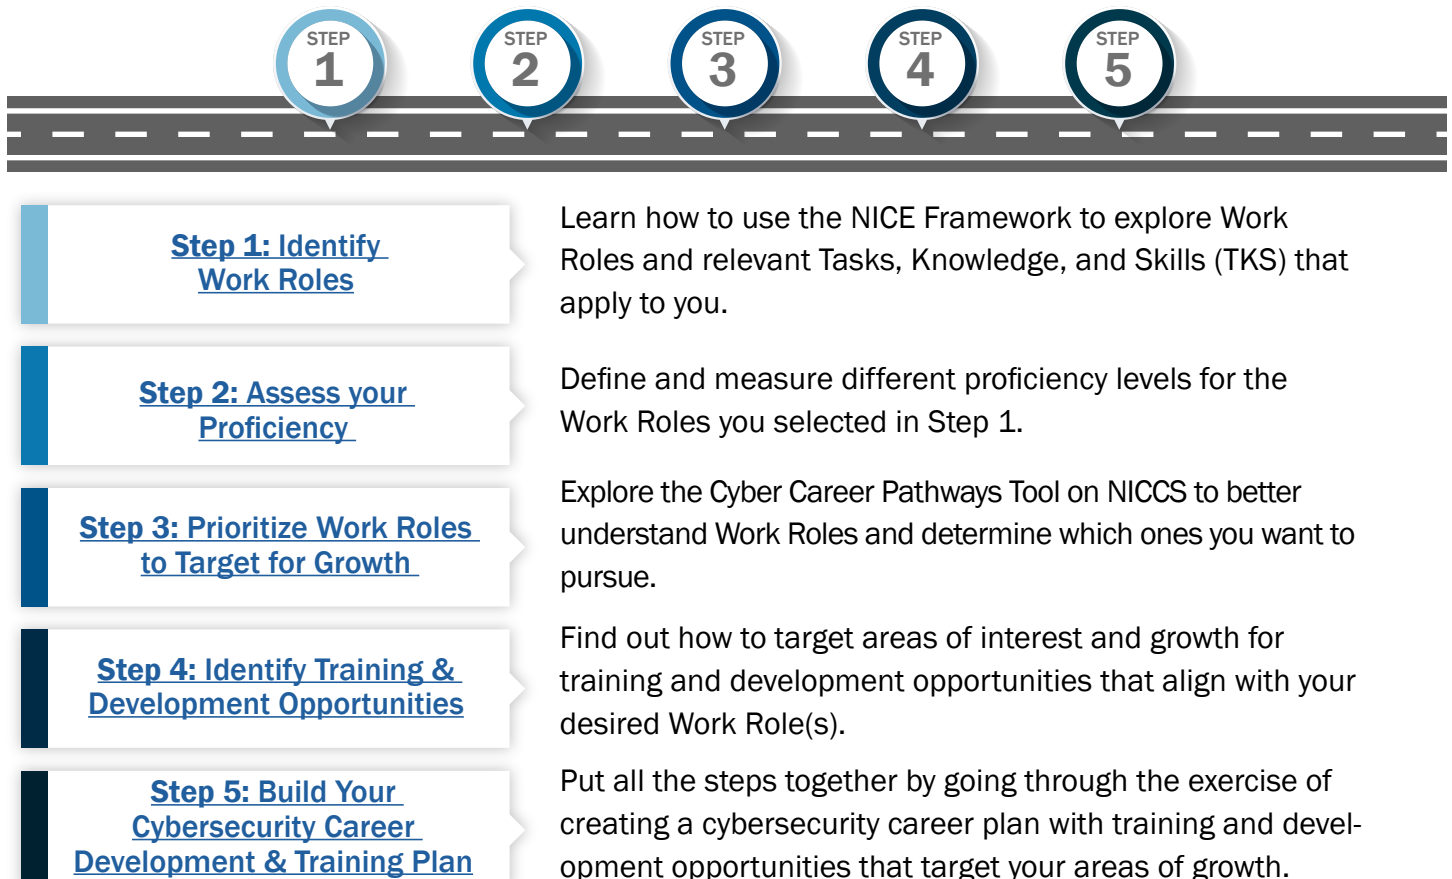 STEP
1
STEP
2
STEP
3
STEP
4
STEP
5
Step 1: Identify
Work Roles
Learn how to use the NICE Framework to explore Work
Roles and relevant Tasks, Knowledge, and Skills (TKS) that
apply to you.
Step 2: Assess your
Proficiency
Define and measure different proficiency levels for the
Work Roles you selected in Step 1.
Step 3: Prioritize Work Roles
to Target for Growth
Explore the Cyber Career Pathways Tool on NICCS to better
understand Work Roles and determine which ones you want to
pursue.
Step 4: Identify Training &
Development Opportunities
Find out how to target areas of interest and growth for
training and development opportunities that align with your
desired Work Role(s).
Step 5: Build Your
Cybersecurity Career
Development & Training Plan
Put all the steps together by going through the exercise of
creating a cybersecurity career plan with training and devel-
opment opportunities that target your areas of growth.